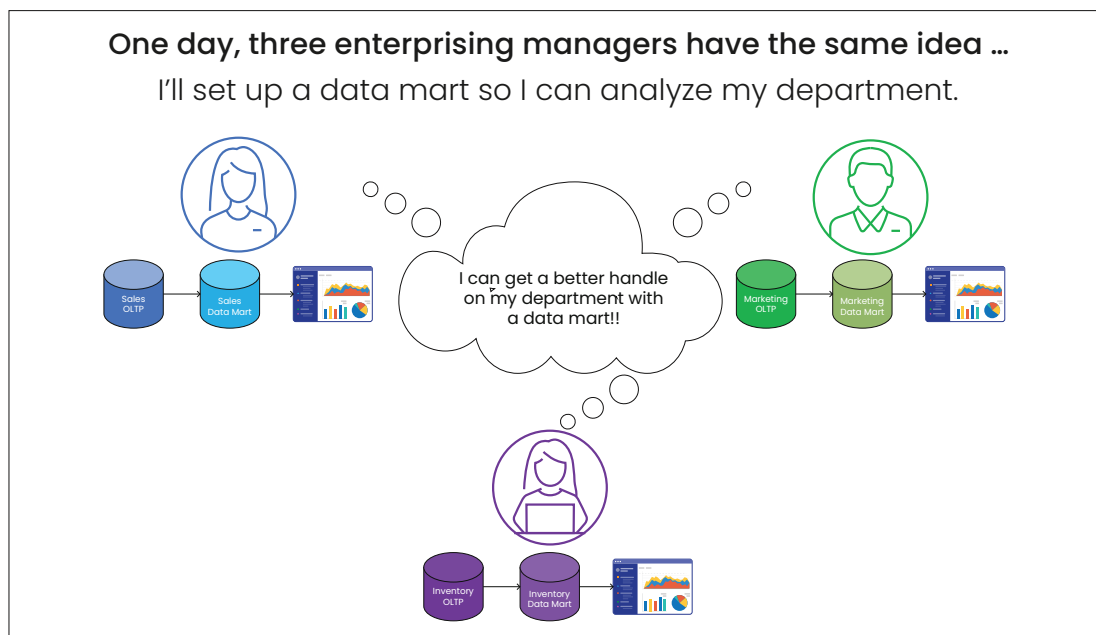 One day, three enterprising managers have the same idea ...
I'll set up a data mart so I can analyze my department.
I can get a better handle
on my department with
a data mart!!
Sales
OLTP
Sales
Data Mart
Marketing
OLTP
Marketing
Data Mart
Inventory
OLTP
Inventory
Data Mart